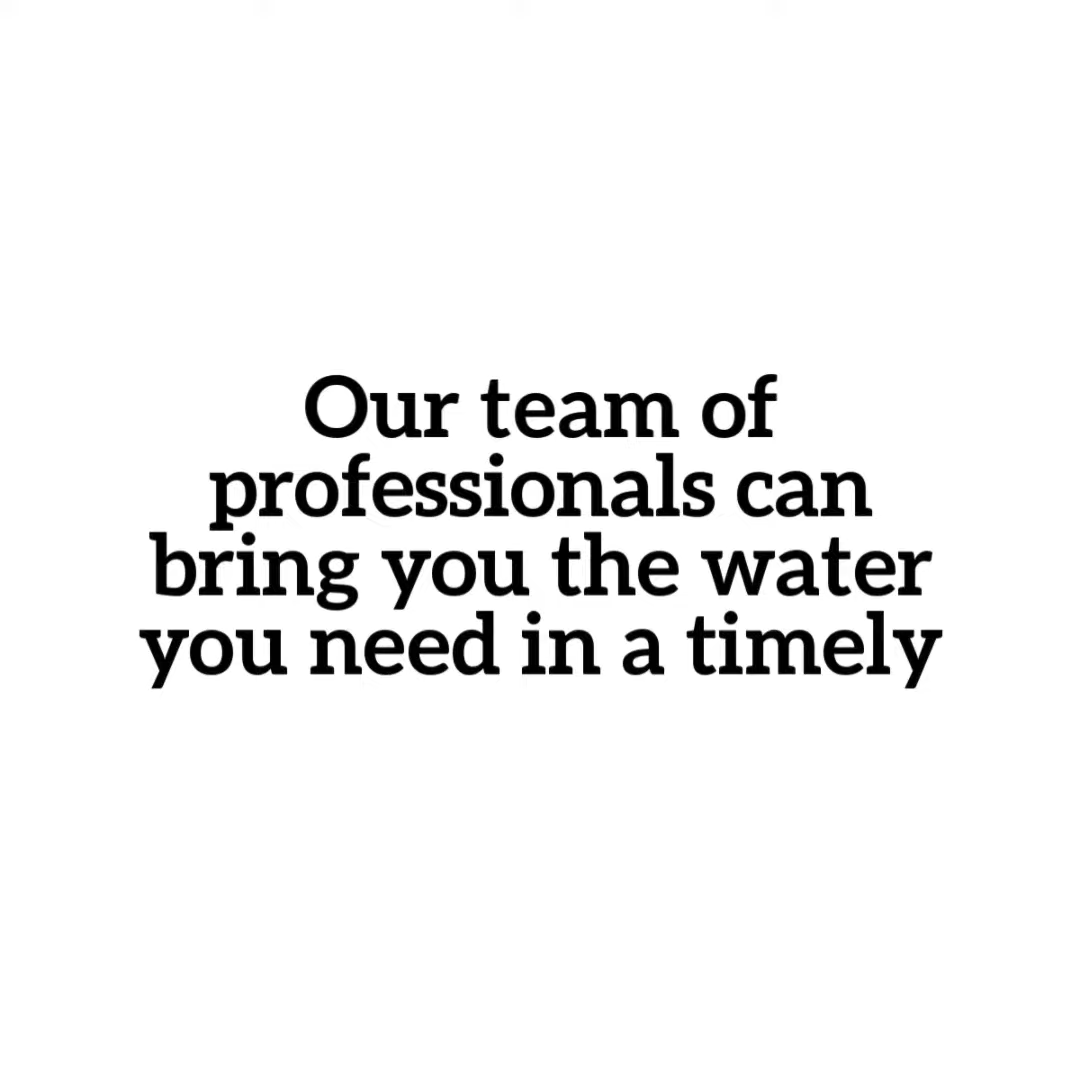 Our team of
professionals can
bring you the water
you need in a timely